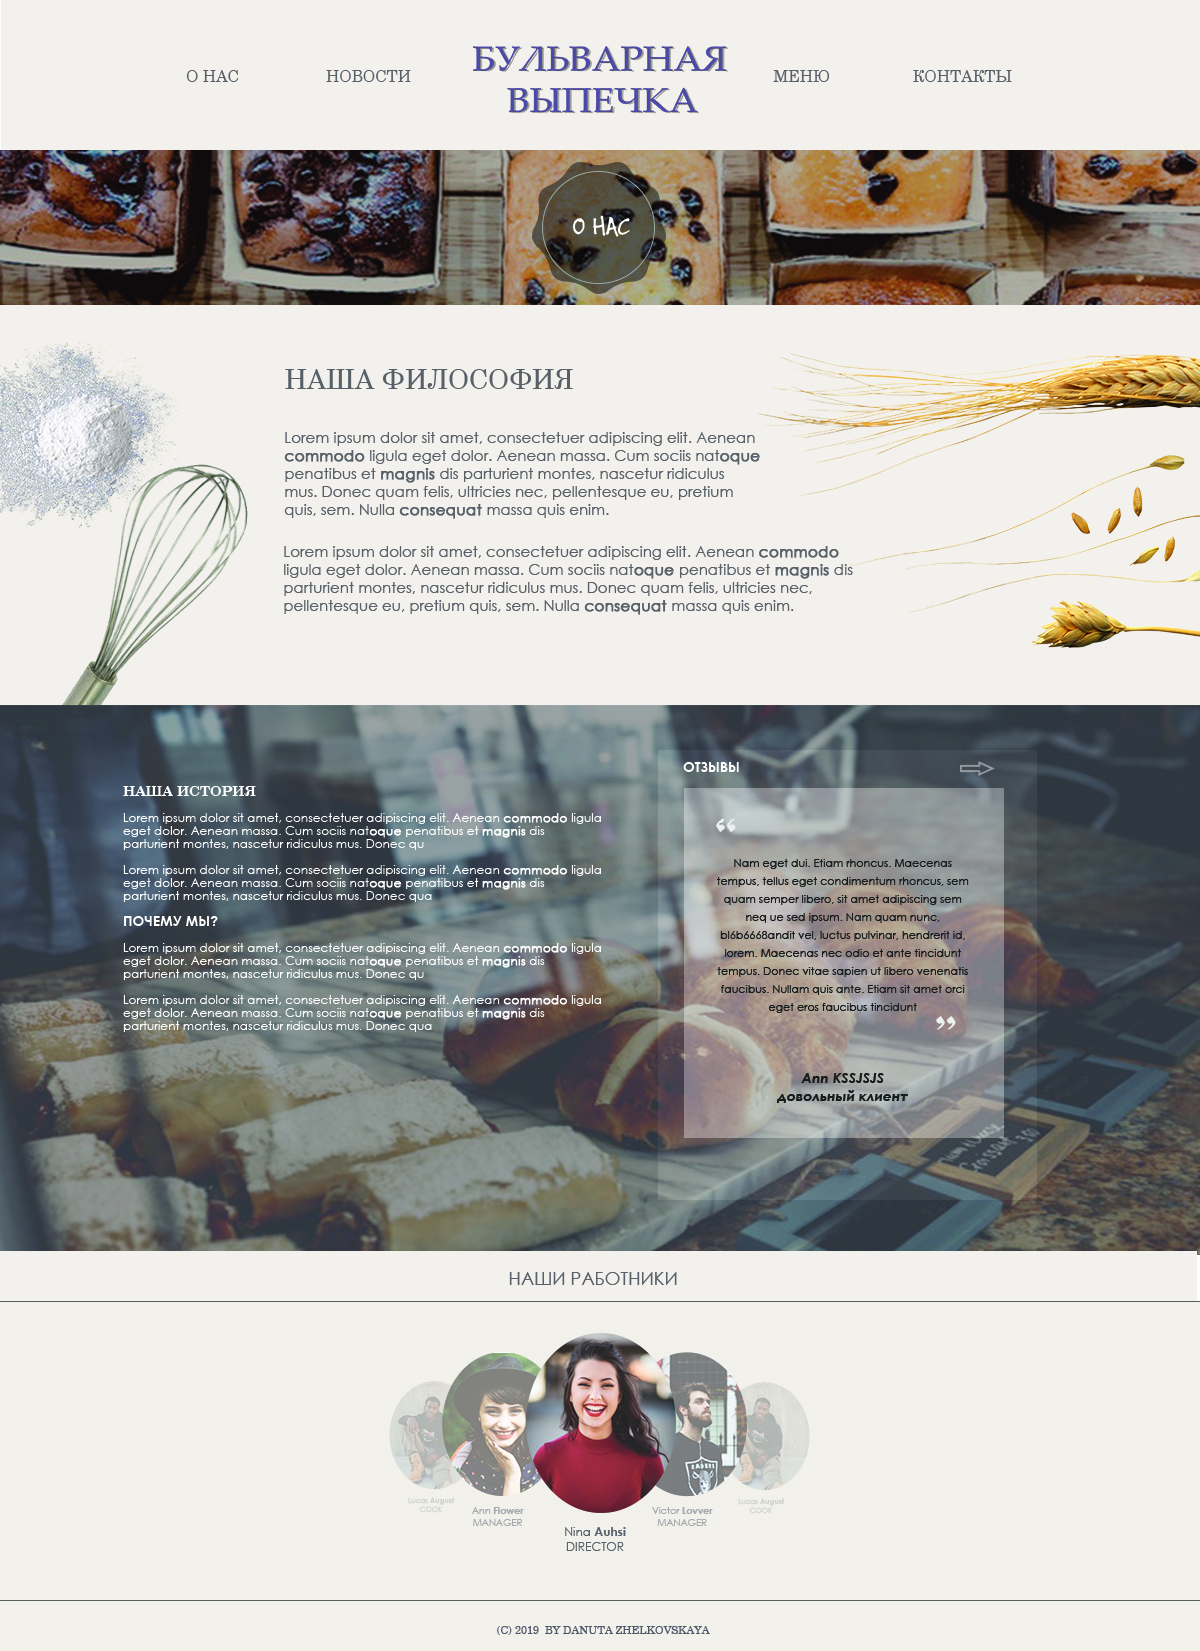 О НАС
НОВОСТИ
БУЛЬВАРНАЯ
ВЫПЕЧКА
МЕНЮ
КОНТАКТЫ
О НАС
НАША ФИЛОСОФИЯ
Lorem ipsum dolor sit amet, consectetuer adipiscing elit. Aenean
commodo ligula eget dolor. Aenean massa. Cum sociis natoque
penatibus et magnis dis parturient montes, nascetur ridiculus
mus. Donec quam felis, ultricies nec, pellentesque eu, pretium
quis, sem. Nulla consequat massa quis enim.
Lorem ipsum dolor sit amet, consectetuer adipiscing elit. Aenean commodo
ligula eget dolor. Aenean massa. Cum sociis natoque penatibus et magnis dis
parturient montes, nascetur ridiculus mus. Donec quam felis, ultricies nec,
pellentesque eu, pretium quis, sem. Nulla consequat massa quis enim.
НАША ИСТОРИЯ
Lorem ipsum dolor sit amet, consectetuer adipiscing elit. Aenean commodo ligula
eget dolor. Aenean massa. Cum sociis natoque penatibus et magnis dis
parturient montes, nascetur ridiculus mus. Donec qu
Lorem ipsum dolor sit amet, consectetuer adipiscing elit. Aenean commodo ligula
eget dolor. Aenean massa. Cum sociis natoque penatibus et magnis dis
parturient montes, nascetur ridiculus mus. Donec qua
ПОЧЕМУ МЫ?
Lorem ipsum dolor sit amet, consectetuer adipiscing elit. Aenean commodo ligula
eget dolor. Aenean massa. Cum sociis natoque penatibus et magnis dis
parturient montes, nascetur ridiculus mus. Donec qu
Lorem ipsum dolor sit amet, consectetuer adipiscing elit. Aenean commodo ligula
eget dolor. Aenean massa. Cum sociis natoque penatibus et magnis dis
parturient montes, nascetur ridiculus mus. Donec qua
ОТЗЫВЫ
“
Nam eget dui. Etiam rhoncus. Maecenas
tempus, tellus eget condimentum rhoncus, sem
quam semper libero, sit amet adipiscing sem
neq ue sed ipsum. Nam quam nunc,
bl6b6668andit vel, luctus pulvinar, hendrerit id,
lorem. Maecenas nec odio et ante tincidunt
tempus. Donec vitae sapien ut libero venenatis
faucibus. Nullam quis ante. Etiam sit amet orci
eget eros faucibus tincidunt
”
Ann KSSJSJS
довольный клиент
НАШИ РАБОТНИКИ
Lucas August
COOK
Ann Flower
MANAGER
Nina Auhsi
DIRECTOR
Victor Lovver
MANAGER
Lucas August
COOK
RAIDERS
(C) 2019 BY DANUTA ZHELKOVSKAYA